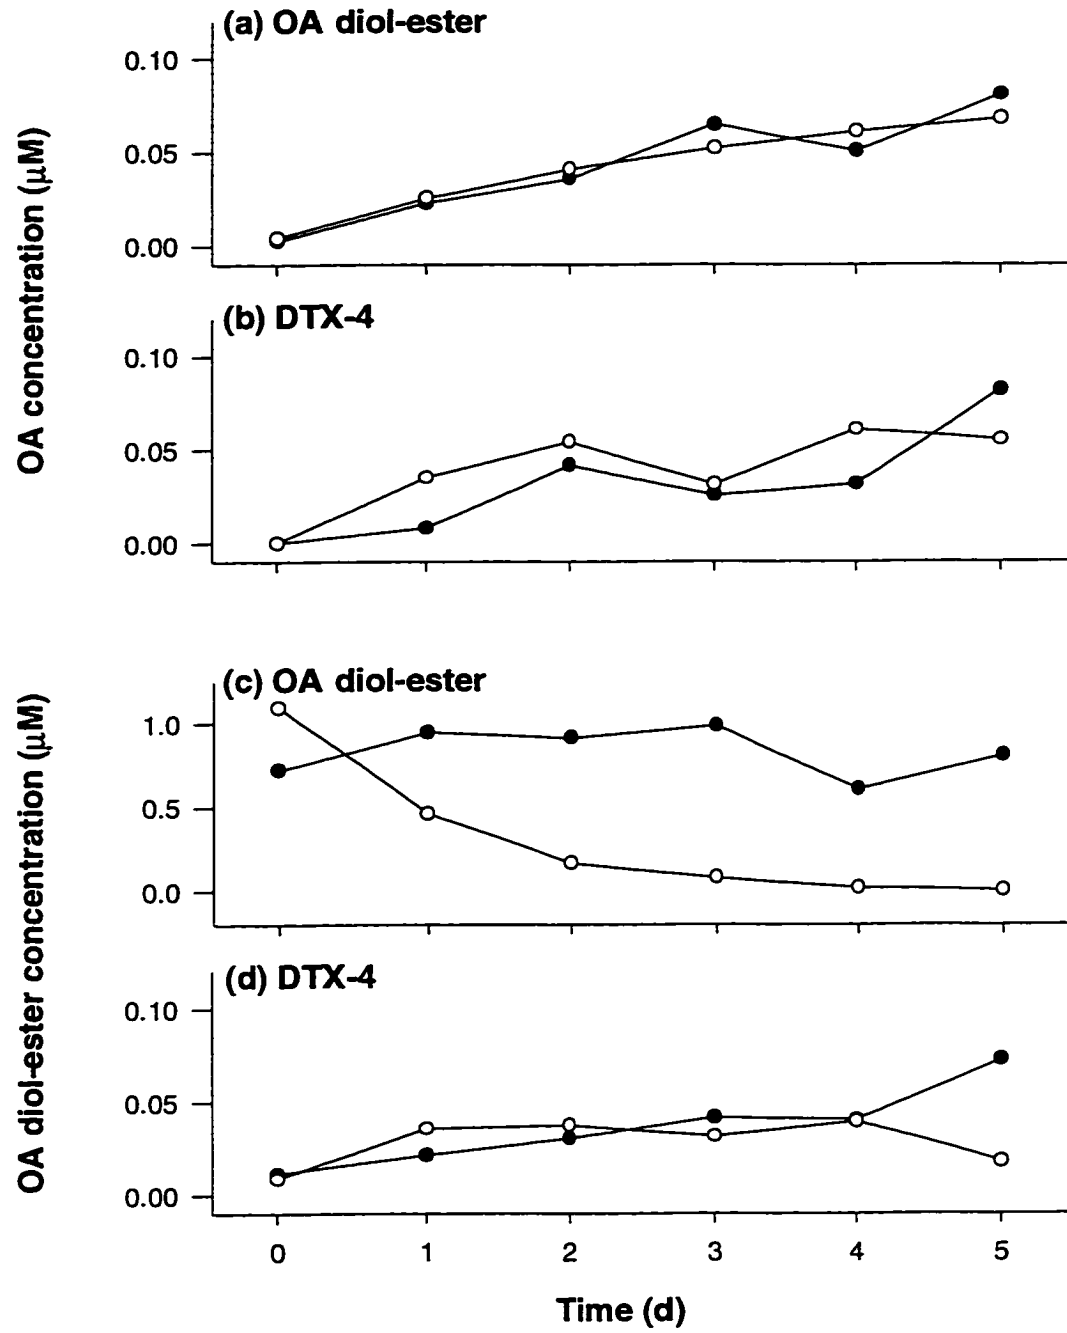 (a) OA diol-ester
0.10
0.05
0.00
OA concentration (μM)
(b) DTX-4
0.10
0.05
0.00
(c) OA diol-ester
1.0
0.5
0.0
OA diol-ester concentration (μM)
(d) DTX-4
0.10
0.05
0.00
0 1 2 3 4 5
Time (d)